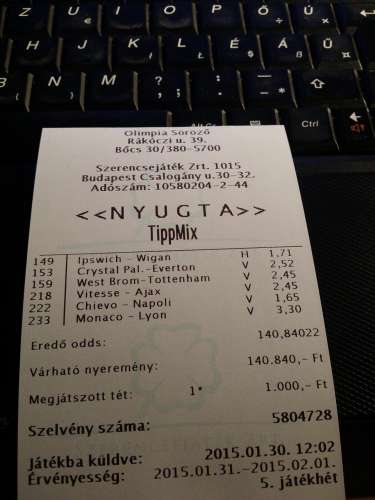 Z U I O P Ő Ú
H J K L É Á Ű
B N M , . - ⇧
Alt Gr Ctrl
Olimpia Söröző
Rákóczi u. 39.
Bőcs 30/380-5700
Szerencsejáték Zrt. 1015
Budapest Csalogány u.30-32.
Adószám: 10580204-2-44
<<NYUGTA>>
TippMix
149 Ipswich - Wigan H 1,71
153 Crystal Pal.-Everton V 2,52
159 West Brom-Tottenham V 2,45
218 Vitesse - Ajax V 2,45
222 Chievo - Napoli V 1,65
233 Monaco - Lyon V 3,30
Eredő odds: 140,84022
Várható nyeremény: 140.840,- Ft
Megjátszott tét: 1* 1.000,- Ft
Szelvény száma: 5804728
Játékba küldve: 2015.01.30. 12:02
Érvényesség: 2015.01.31.-2015.02.01.
5. játékhét